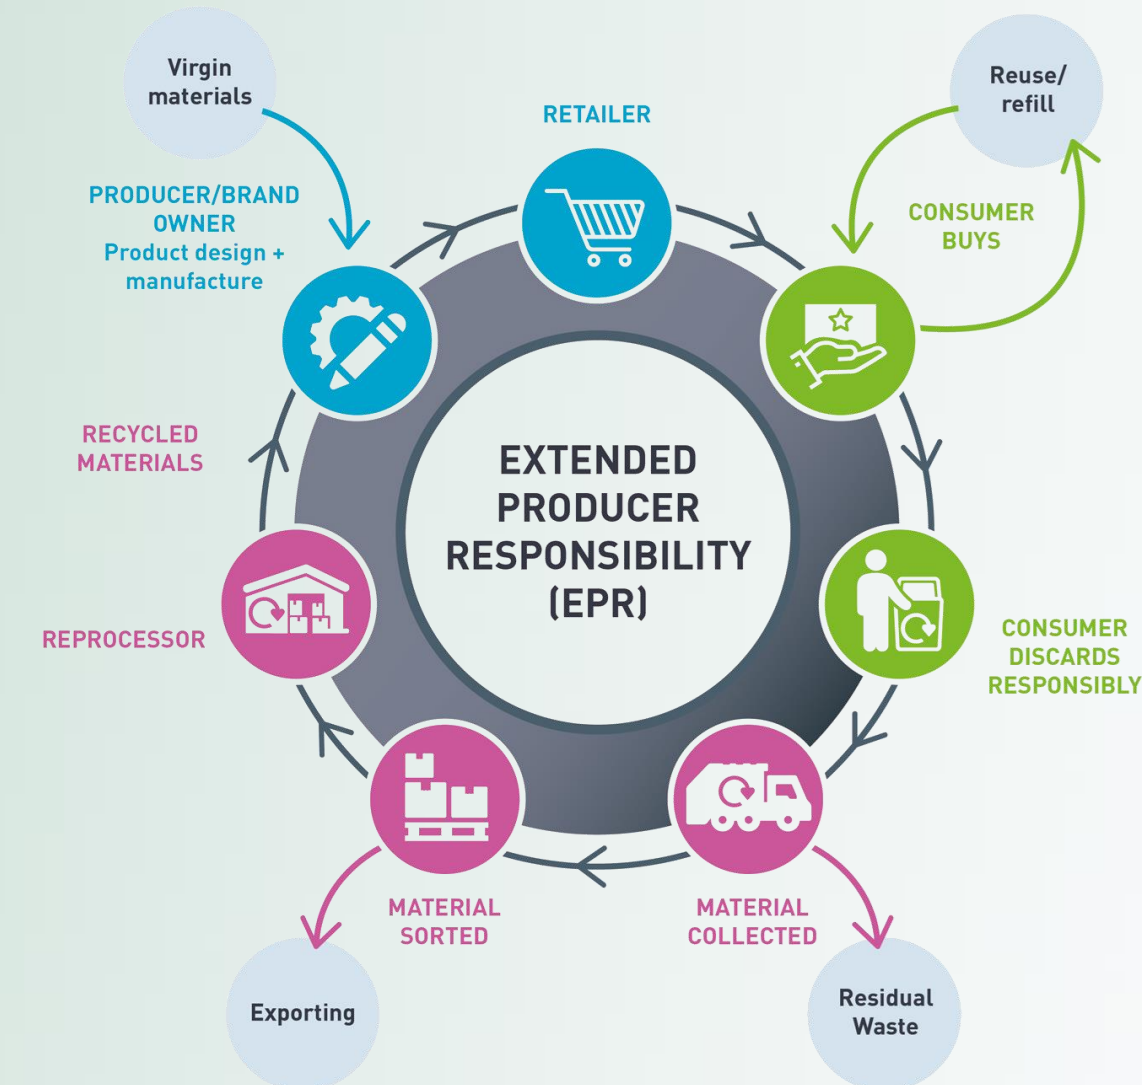 Virgin
materials
Reuse/
refill
RETAILER
PRODUCER/BRAND
OWNER
Product design +
manufacture
CONSUMER
BUYS
RECYCLED
MATERIALS
EXTENDED
PRODUCER
RESPONSIBILITY
(EPR)
REPROCESSOR
CONSUMER
DISCARDS
RESPONSIBLY
MATERIAL
SORTED
MATERIAL
COLLECTED
Exporting
Residual
Waste